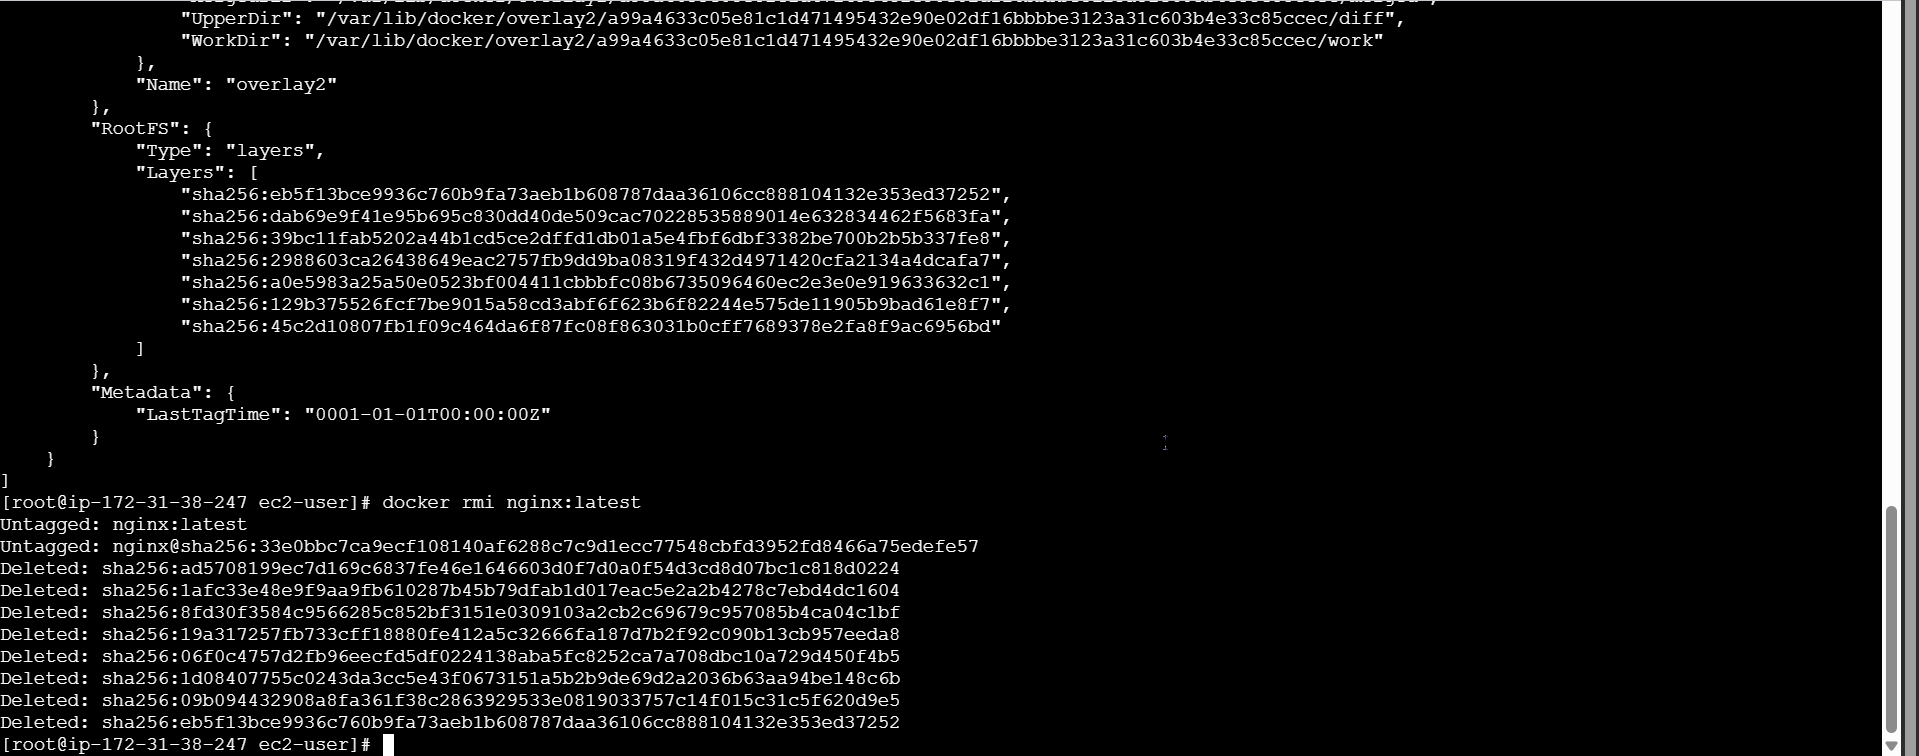 "UpperDir": "/var/lib/docker/overlay2/a99a4633c05e81c1d471495432e90e02df16bbbbe3123a31c603b4e33c85ccec/diff",
"WorkDir": "/var/lib/docker/overlay2/a99a4633c05e81c1d471495432e90e02df16bbbbe3123a31c603b4e33c85ccec/work"
},
"Name": "overlay2"
},
"RootFS": {
"Type": "layers",
"Layers": [
"sha256:eb5f13bce9936c760b9fa73aeb1b608787daa36106cc888104132e353ed37252",
"sha256:dab69e9f41e95b695c830dd40de509cac70228535889014e632834462f5683fa",
"sha256:39bc11fab5202a44b1cd5ce2dffd1db01a5e4fbf6dbf3382be700b2b5b337fe8",
"sha256:2988603ca26438649eac2757fb9dd9ba08319f432d4971420cfa2134a4dcafa7",
"sha256:a0e5983a25a50e0523bf004411cbbbfc08b6735096460ec2e3e0e919633632c1",
"sha256:129b375526fcf7be9015a58cd3abf6f623b6f82244e575de11905b9bad61e8f7",
"sha256:45c2d10807fb1f09c464da6f87fc08f863031b0cff7689378e2fa8f9ac6956bd"
]
},
"Metadata": {
"LastTagTime": "0001-01-01T00:00:00Z"
}
}
]
[root@ip-172-31-38-247 ec2-user]# docker rmi nginx:latest
Untagged: nginx:latest
Untagged: nginx@sha256:33e0bbc7ca9ecf108140af6288c7c9d1ecc77548cbfd3952fd8466a75edefe57
Deleted: sha256:ad5708199ec7d169c6837fe46e1646603d0f7d0a0f54d3cd8d07bc1c818d0224
Deleted: sha256:1afc33e48e9f9aa9fb610287b45b79dfab1d017eac5e2a2b4278c7ebd4dc1604
Deleted: sha256:8fd30f3584c9566285c852bf3151e0309103a2cb2c69679c957085b4ca04c1bf
Deleted: sha256:19a317257fb733cff18880fe412a5c32666fa187d7b2f92c090b13cb957eeda8
Deleted: sha256:06f0c4757d2fb96eecfd5df0224138aba5fc8252ca7a708dbc10a729d450f4b5
Deleted: sha256:1d08407755c0243da3cc5e43f0673151a5b2b9de69d2a2036b63aa94be148c6b
Deleted: sha256:09b094432908a8fa361f38c2863929533e0819033757c14f015c31c5f620d9e5
Deleted: sha256:eb5f13bce9936c760b9fa73aeb1b608787daa36106cc888104132e353ed37252
[root@ip-172-31-38-247 ec2-user]#